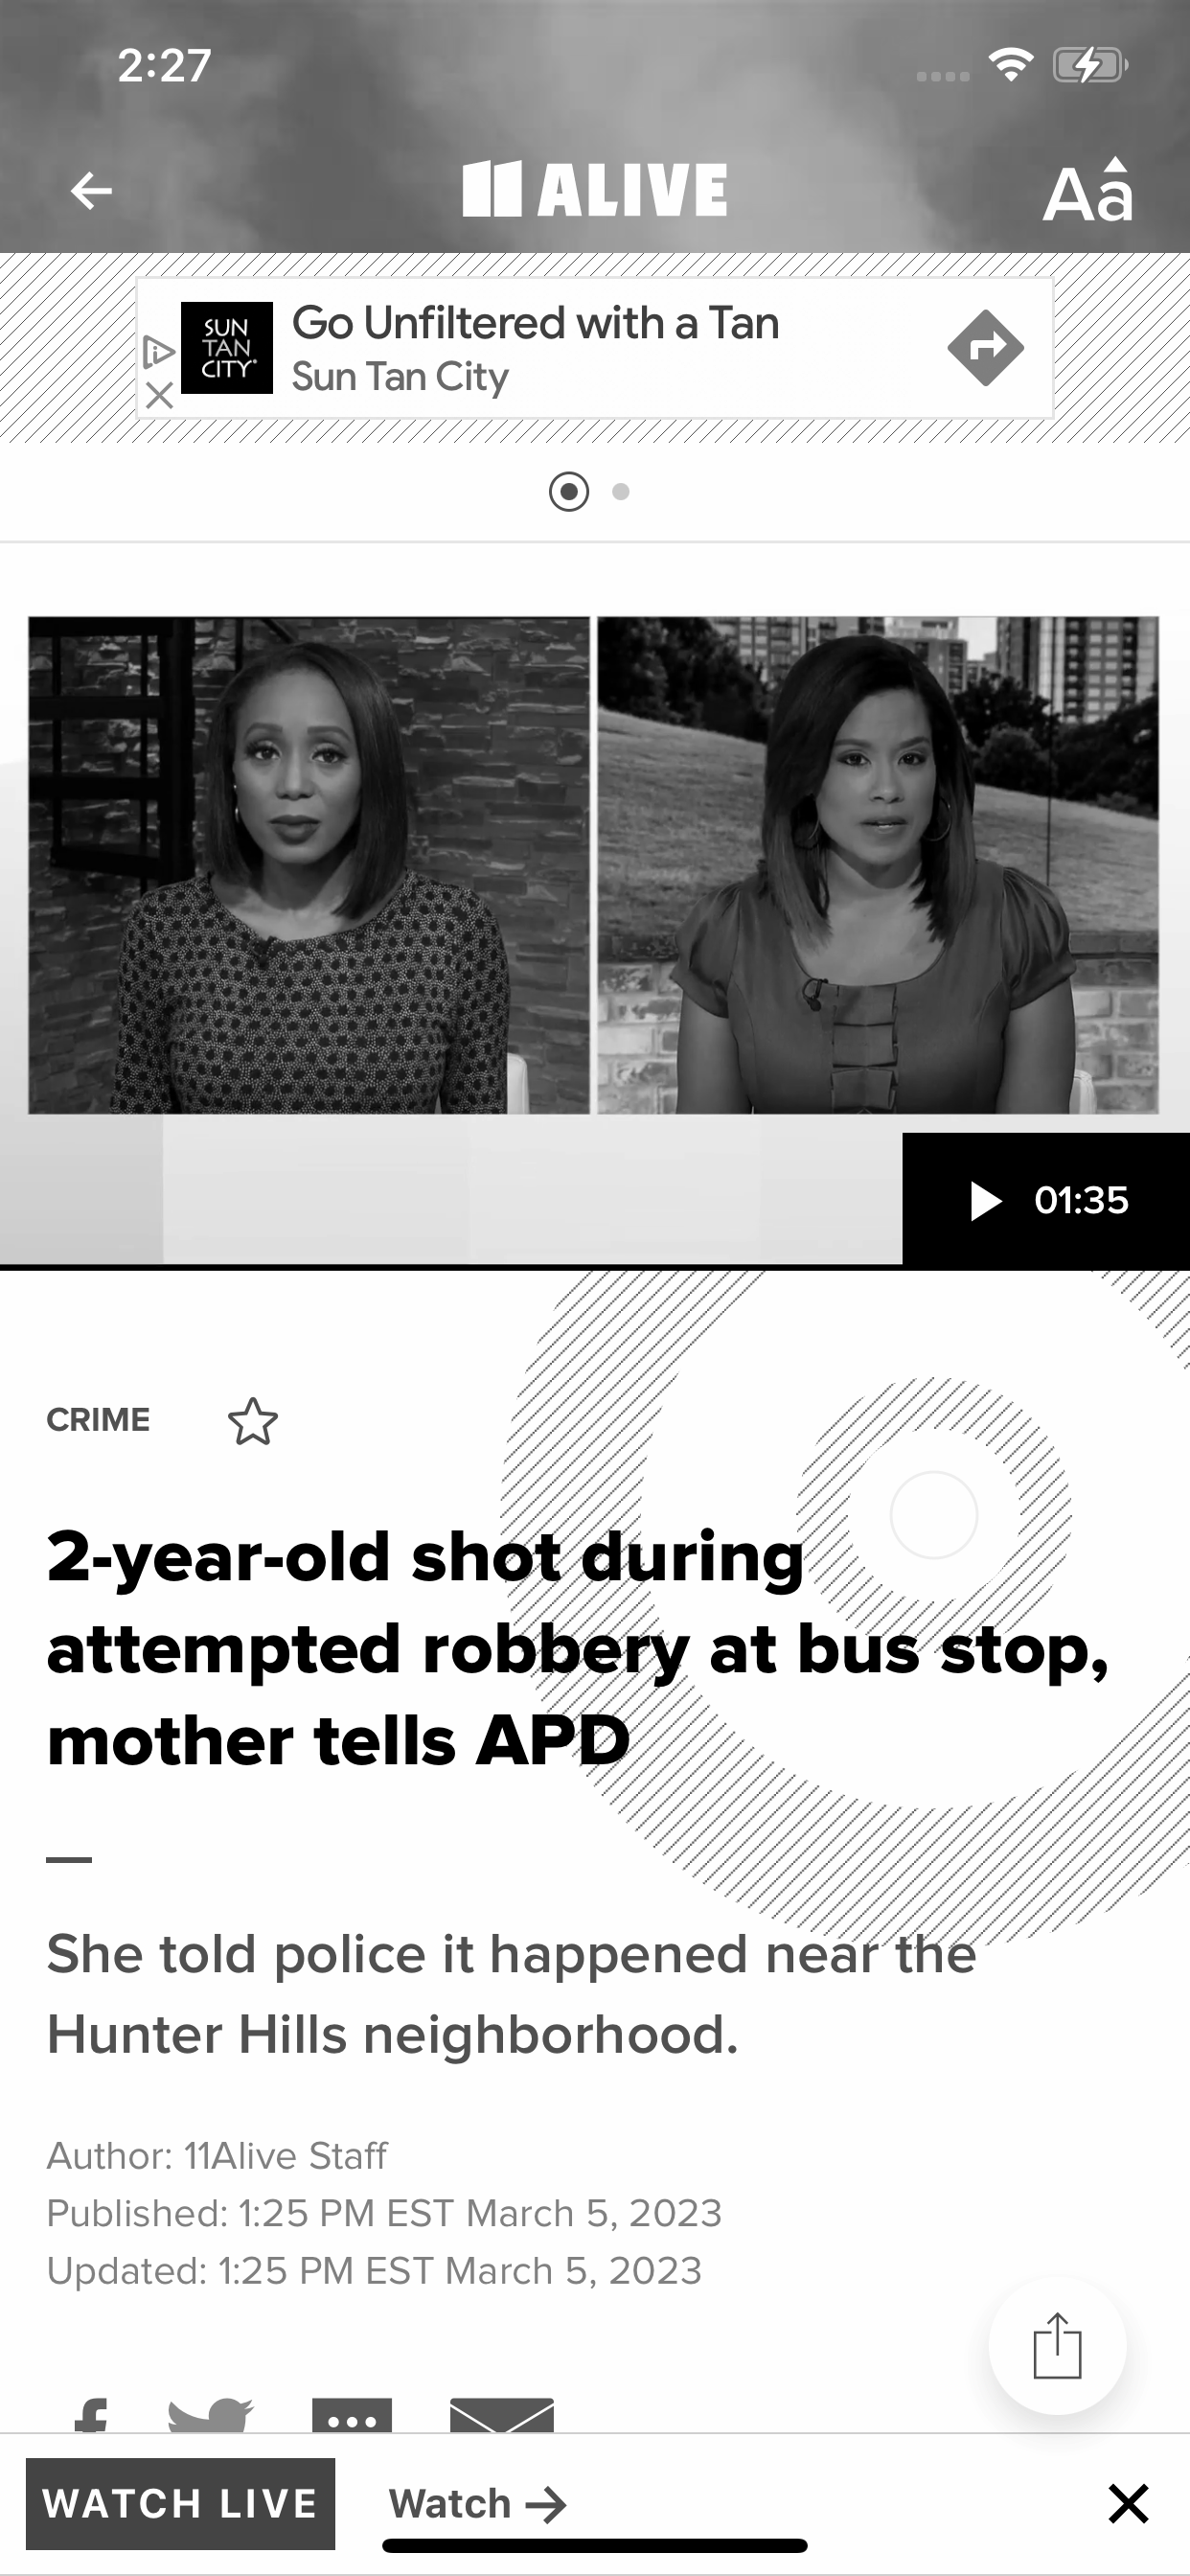 2:27
11 ALIVE
Aa
SUN
TAN
CITY
Go Unfiltered with a Tan
Sun Tan City
01:35
CRIME
2-year-old shot during
attempted robbery at bus stop,
mother tells APD
She told police it happened near the
Hunter Hills neighborhood.
Author: 11Alive Staff
Published: 1:25 PM EST March 5, 2023
Updated: 1:25 PM EST March 5, 2023
WATCH LIVE Watch →